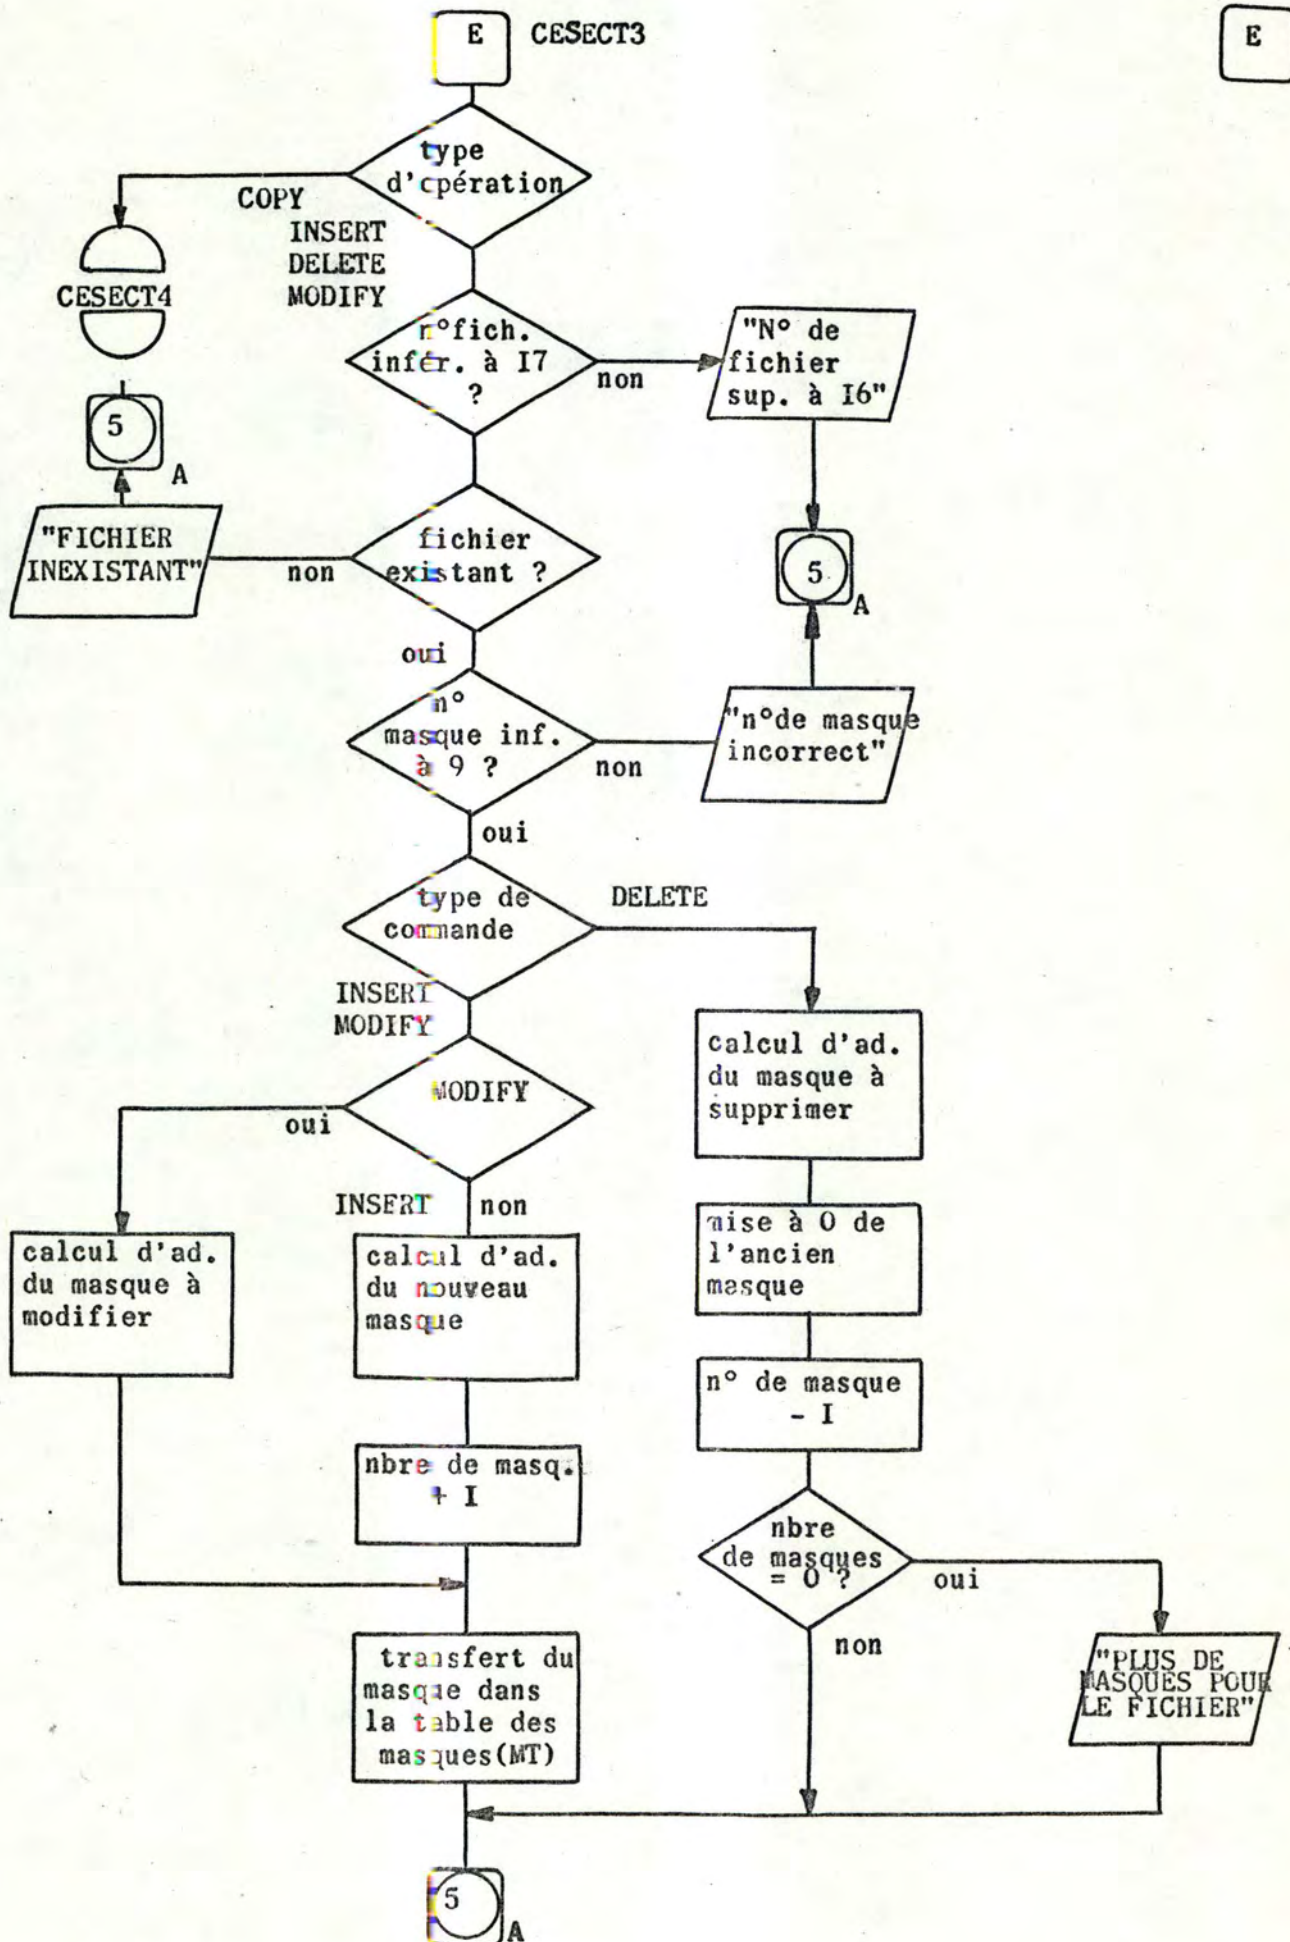 E
CESECT3
E
type
d'opération
COPY
INSERT
DELETE
MODIFY
CESECT4
n°fich.
infér. à I7
?
non
"N° de
fichier
sup. à I6"
5
A
"FICHIER
INEXISTANT"
non
fichier
existant ?
5
A
oui
n°
masque inf.
à 9 ?
non
"n°de masque
incorrect"
oui
type de
commande
DELETE
INSERT
MODIFY
MODIFY
oui
calcul d'ad.
du masque à
supprimer
INSERT
non
calcul d'ad.
du masque à
modifier
calcul d'ad.
du nouveau
masque
mise à 0 de
l'ancien
masque
n° de masque
- I
nbre de masq.
+ I
nbre
de masques
= 0 ?
oui
non
transfert du
masque dans
la table des
masques(MT)
"PLUS DE
MASQUES POUR
LE FICHIER"
5
A